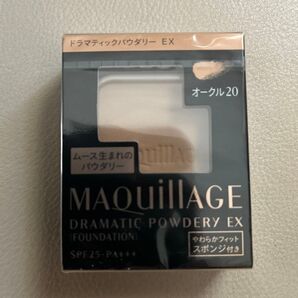 ドラマティックパウダリー EX
オークル20
ムース生まれの
パウダリー
MAQuillAGE
DRAMATIC POWDERY EX
(FOUNDATION)
やわらかフィット
スポンジ付き
SPF25・PA+++